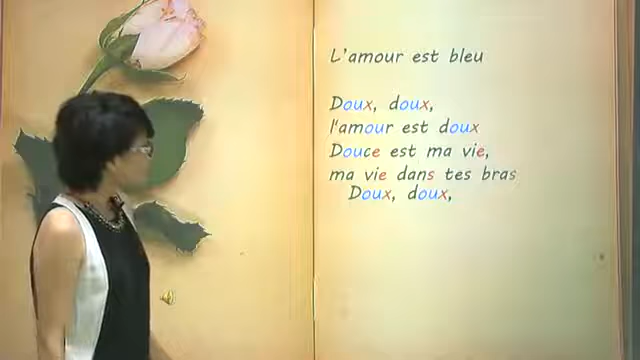 L'amour est bleu
Doux, doux,
l'amour est doux
Douce est ma vie,
ma vie dans tes bras
Doux, doux,